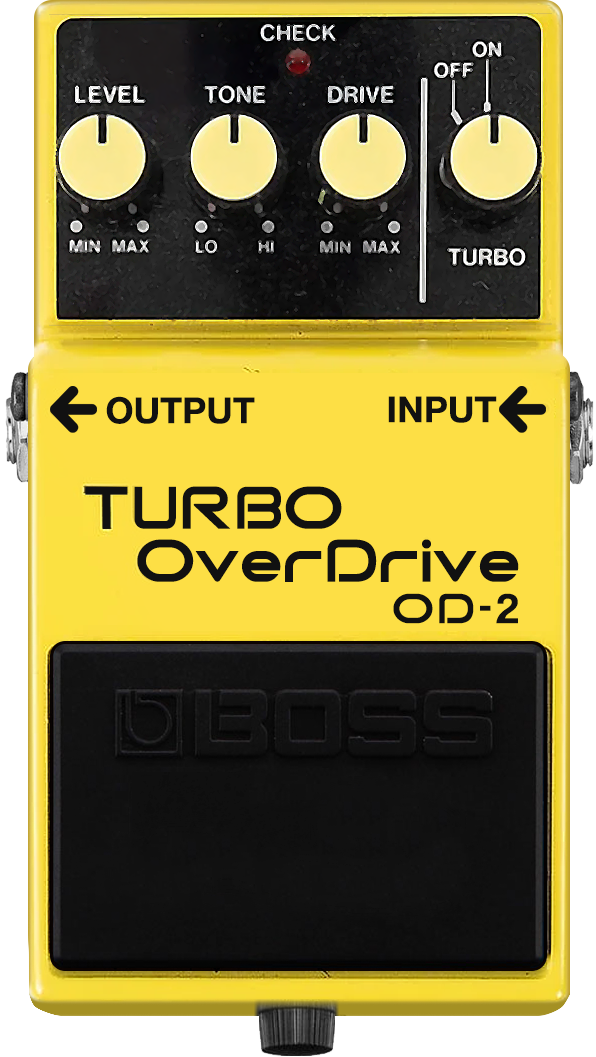 CHECK
ON
OFF
LEVEL TONE DRIVE
MIN MAX LO HI MIN MAX
TURBO
OUTPUT INPUT
TURBO
OverDrive
OD-2
BOSS